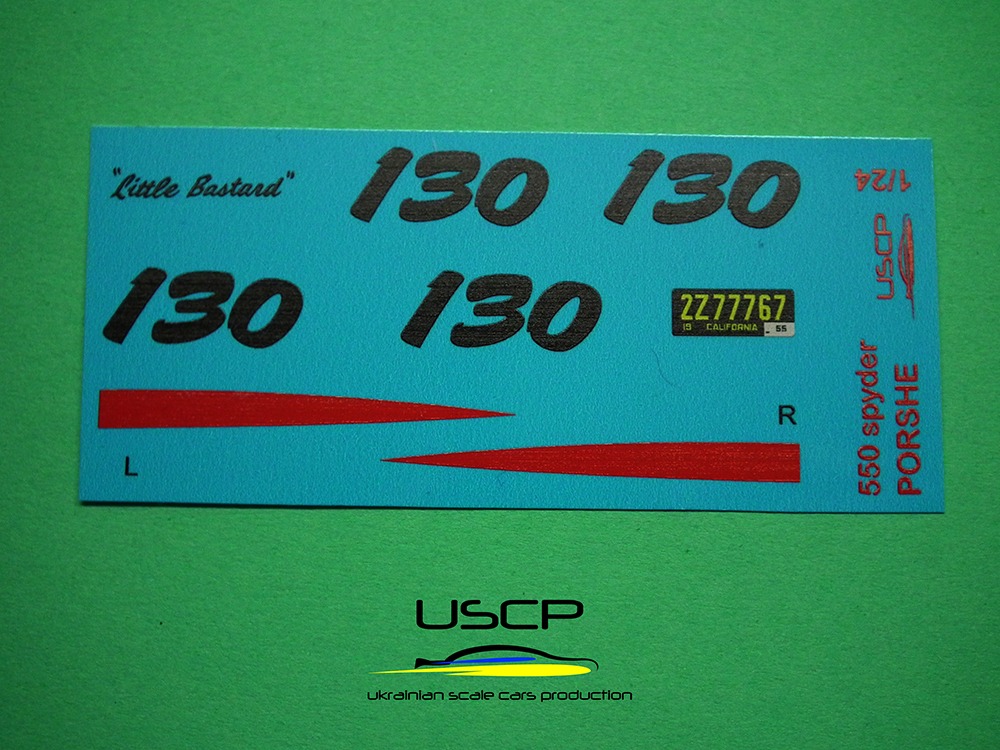 "Little Bastard"
130
130
130
130
2Z77767
19 CALIFORNIA 55
L
R
1/24
USCP
550 spyder
PORSHE
USCP
ukrainian scale cars production